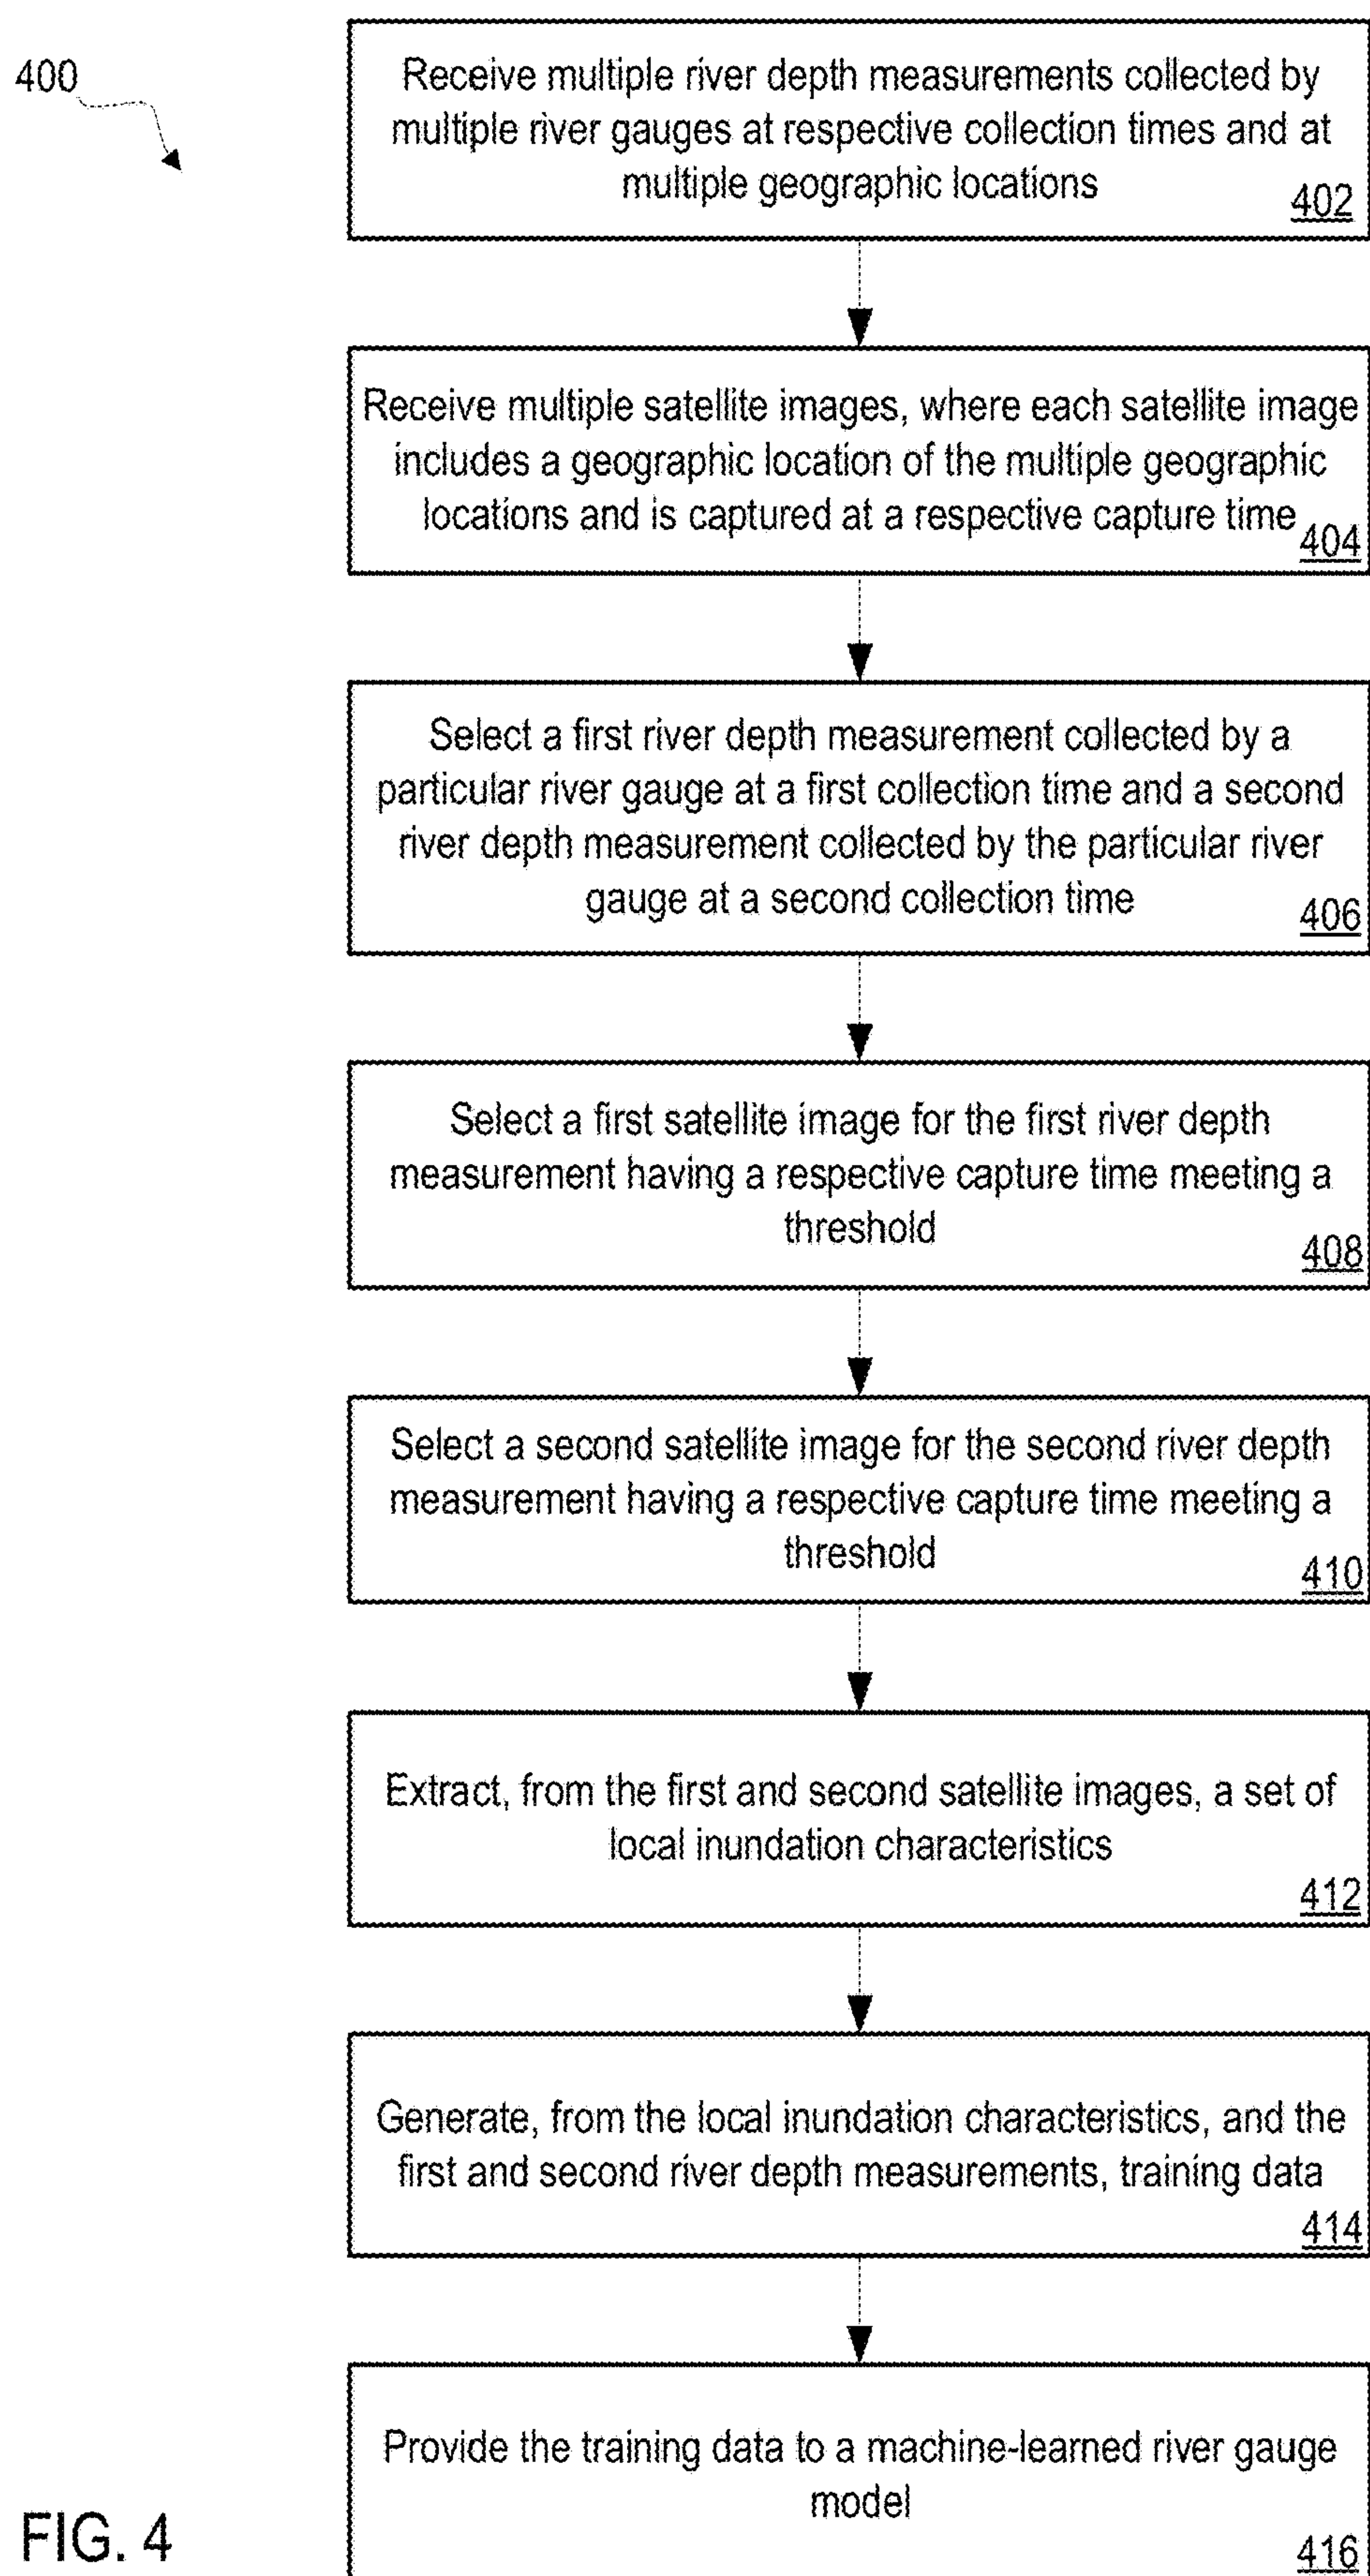 400
Receive multiple river depth measurements collected by
multiple river gauges at respective collection times and at
multiple geographic locations
402
Receive multiple satellite images, where each satellite image
includes a geographic location of the multiple geographic
locations and is captured at a respective capture time
404
Select a first river depth measurement collected by a
particular river gauge at a first collection time and a second
river depth measurement collected by the particular river
gauge at a second collection time
406
Select a first satellite image for the first river depth
measurement having a respective capture time meeting a
threshold
408
Select a second satellite image for the second river depth
measurement having a respective capture time meeting a
threshold
410
Extract, from the first and second satellite images, a set of
local inundation characteristics
412
Generate, from the local inundation characteristics, and the
first and second river depth measurements, training data
414
Provide the training data to a machine-learned river gauge
model
416
FIG. 4